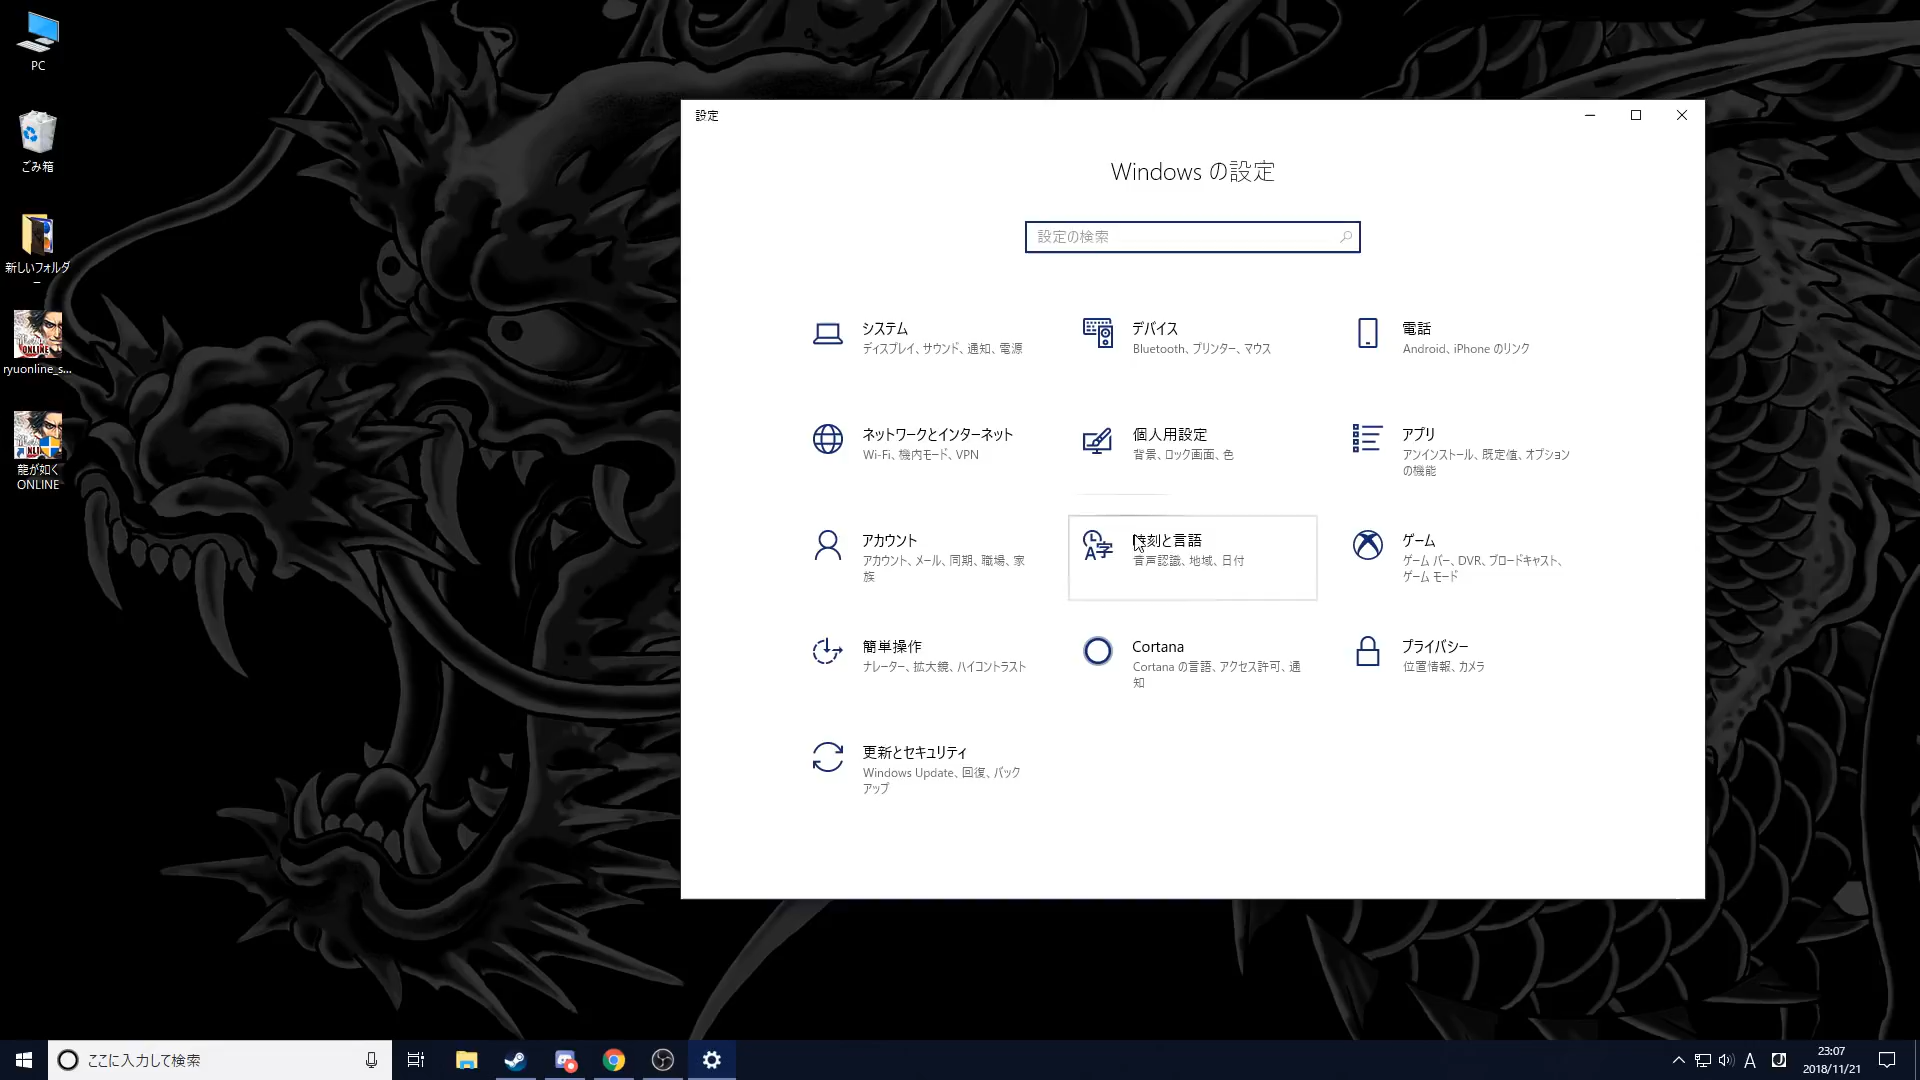 PC
ごみ箱
新しいフォルダ
ー
ryuonline_s...
龍が如く
ONLINE
設定
Windows の設定
設定の検索
システム
ディスプレイ、サウンド、通知、電源
デバイス
Bluetooth、プリンター、マウス
電話
Android、iPhone のリンク
ネットワークとインターネット
Wi-Fi、機内モード、VPN
個人用設定
背景、ロック画面、色
アプリ
アンインストール、既定値、オプション
の機能
アカウント
アカウント、メール、同期、職場、家
族
時刻と言語
音声認識、地域、日付
ゲーム
ゲーム バー、DVR、ブロードキャスト、
ゲーム モード
簡単操作
ナレーター、拡大鏡、ハイコントラスト
Cortana
Cortana の言語、アクセス許可、通
知
プライバシー
位置情報、カメラ
更新とセキュリティ
Windows Update、回復、バック
アップ
ここに入力して検索
A
23:07
2018/11/21